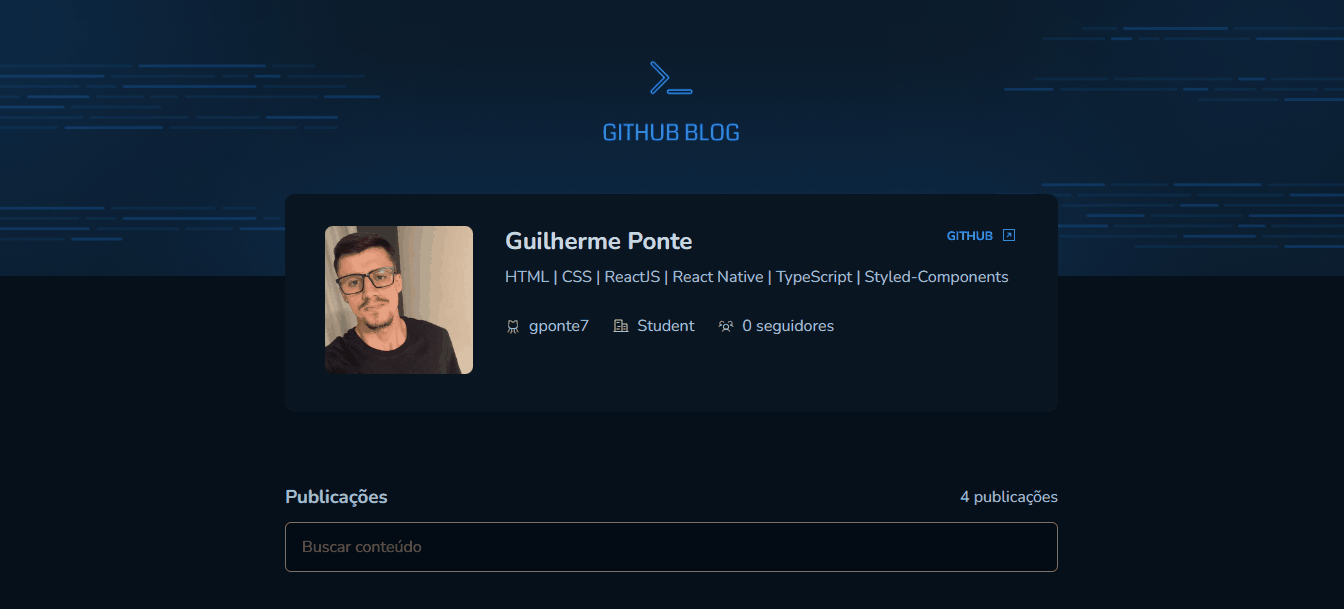 GITHUB BLOG
Guilherme Ponte
GITHUB
HTML | CSS | ReactJS | React Native | TypeScript | Styled-Components
gponte7 Student 0 seguidores
Publicações
4 publicações
Buscar conteúdo